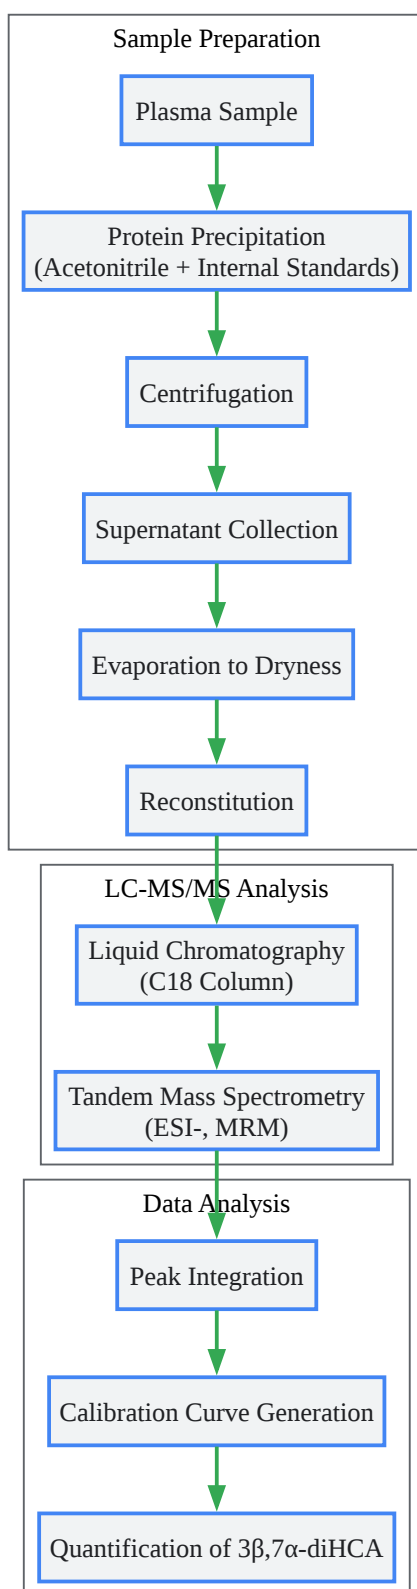 Sample Preparation
Plasma Sample
Protein Precipitation
(Acetonitrile + Internal Standards)
Centrifugation
Supernatant Collection
Evaporation to Dryness
Reconstitution
LC-MS/MS Analysis
Liquid Chromatography
(C18 Column)
Tandem Mass Spectrometry
(ESI-, MRM)
Data Analysis
Peak Integration
Calibration Curve Generation
Quantification of 3β,7α-diHCA